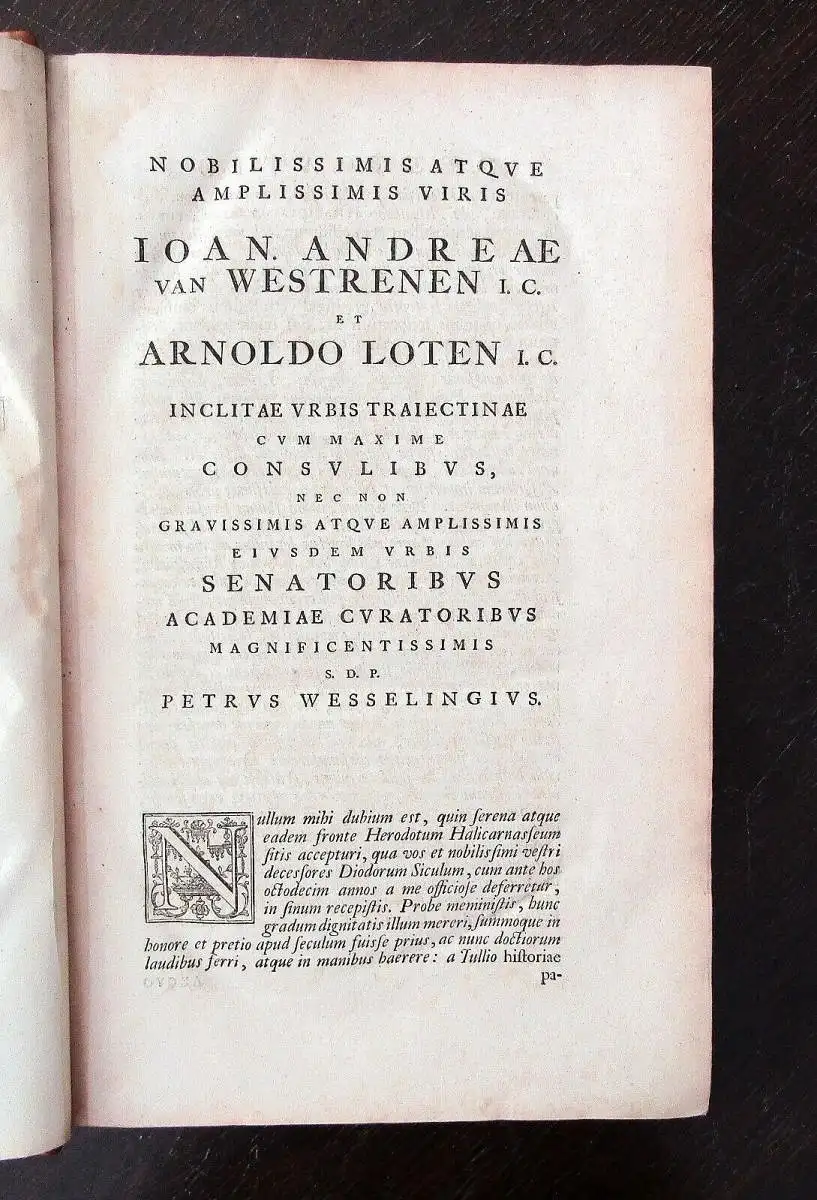 NOBILISSIMIS ATQVE
AMPLISSIMIS VIRIS
IOAN. ANDREAE
VAN WESTRENEN I. C.
ET
ARNOLDO LOTEN I. C.
INCLITAE VRBIS TRAIECTINAE
CVM MAXIME
CONSVLIBVS,
NEC NON
GRAVISSIMIS ATQVE AMPLISSIMIS
EIVSDEM VRBIS
SENATORIBVS
ACADEMIAE CVRATORIBVS
MAGNIFICENTISSIMIS
S. D. P.
PETRVS WESSELINGIVS.
Nullum mihi dubium est, quin ſerena atque
eadem fronte Herodotum Halicarnaſſeum
ſitis accepturi, qua vos et nobiliſſimi veſtri
deceſſores Diodorum Siculum, cum ante hos
octodecim annos a me officioſe deferretur,
in ſinum recepiſtis. Probe meminiſtis, hunc
gradum dignitatis illum mereri, ſummoque in
honore et pretio apud ſeculum fuiſſe prius, ac nunc doctiorum
laudibus ferri, atque in manibus haerere: a Tullio hiſtoriae
pa-